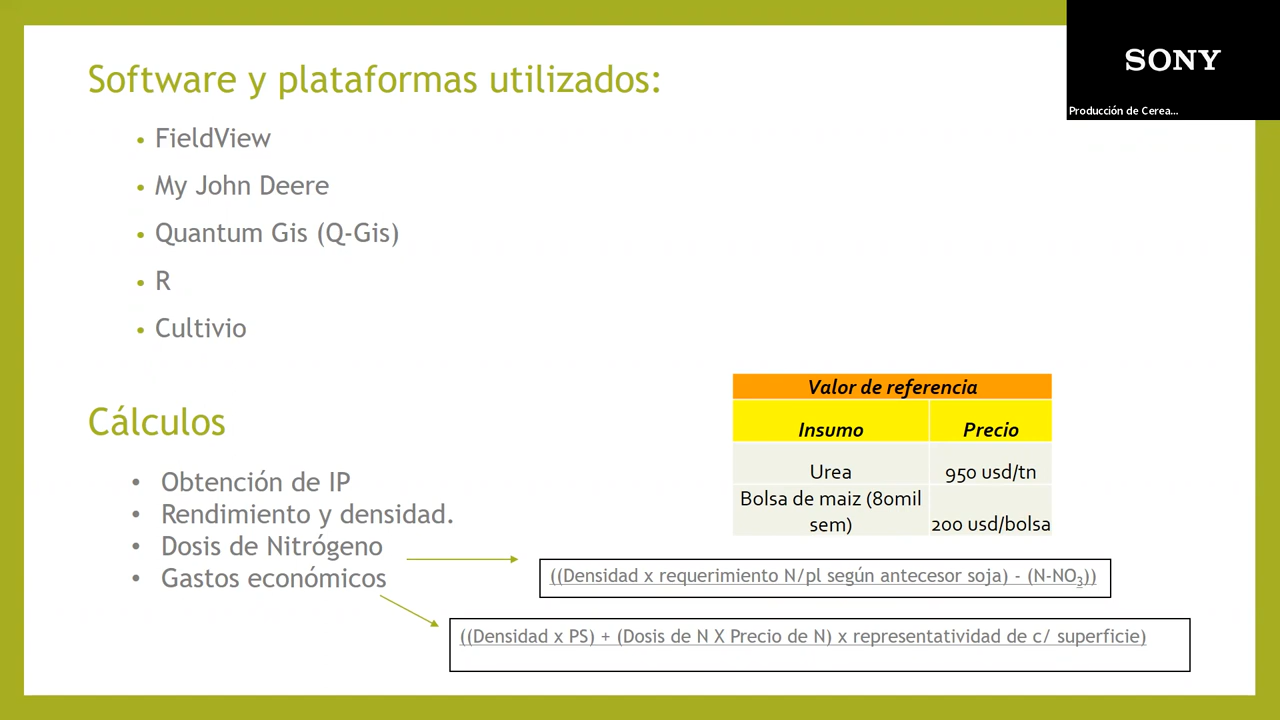 SONY
Producción de Cerea...
Software y plataformas utilizados:
• FieldView
• My John Deere
• Quantum Gis (Q-Gis)
• R
• Cultivio
Cálculos
• Obtención de IP
• Rendimiento y densidad.
• Dosis de Nitrógeno
• Gastos económicos
Valor de referencia
Insumo Precio
Urea 950 usd/tn
Bolsa de maiz (80mil
sem) 200 usd/bolsa
((Densidad x requerimiento N/pl según antecesor soja) - (N-NO3))
((Densidad x PS) + (Dosis de N X Precio de N) x representatividad de c/ superficie)